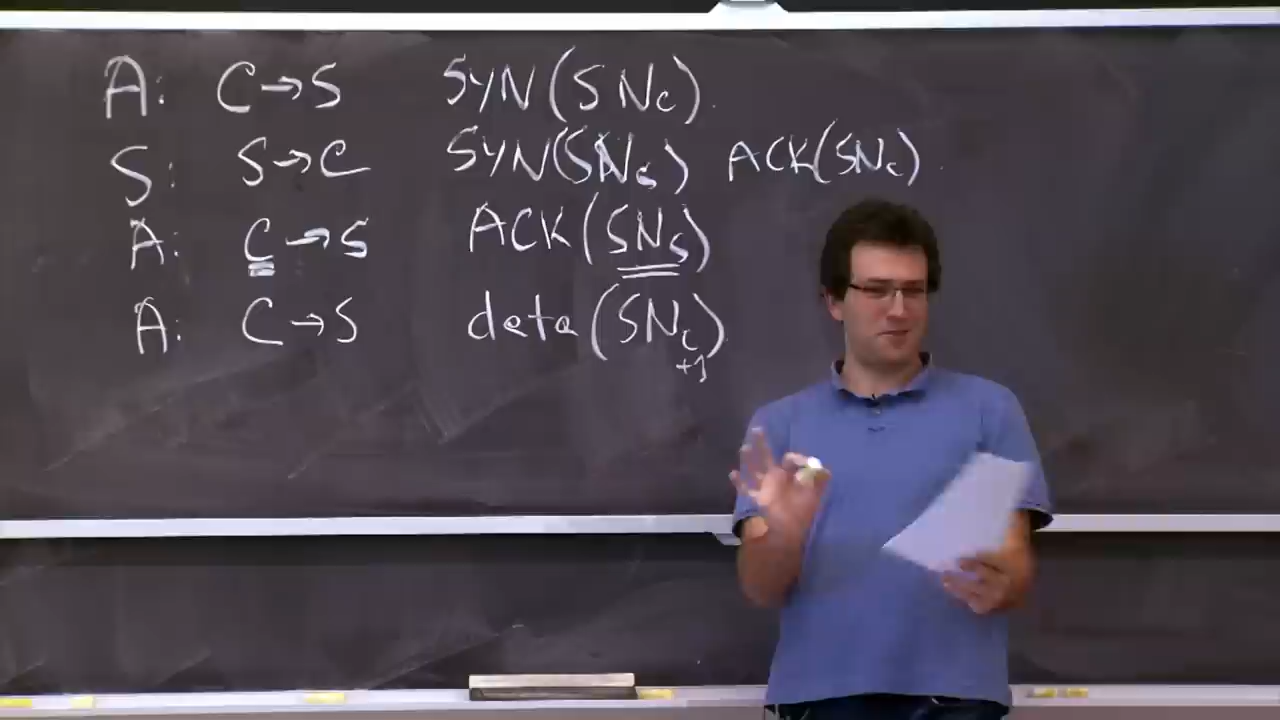 A: C→S SYN(SNc).
S: S→C SYN(SNs) ACK(SNc).
A: C→S ACK(SNs)
A: C→S data(SNc+1)